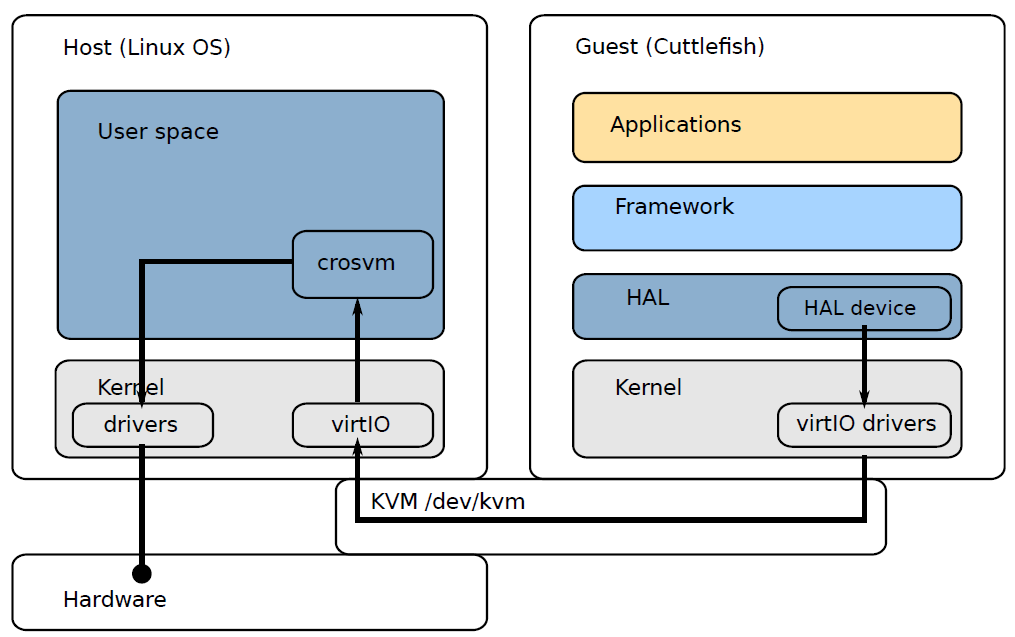 Host (Linux OS)
User space
crosvm
Kernel
drivers
virtIO
Guest (Cuttlefish)
Applications
Framework
HAL
HAL device
Kernel
virtIO drivers
KVM /dev/kvm
Hardware